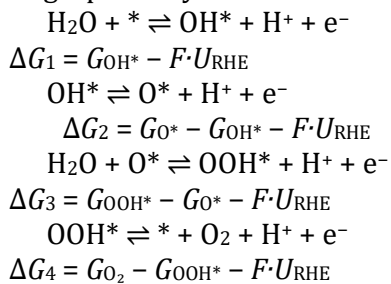 H₂O + * ⇌ OH* + H⁺ + e⁻
ΔG₁ = G_OH* – F·U_RHE
OH* ⇌ O* + H⁺ + e⁻
ΔG₂ = G_O* – G_OH* – F·U_RHE
H₂O + O* ⇌ OOH* + H⁺ + e⁻
ΔG₃ = G_OOH* – G_O* – F·U_RHE
OOH* ⇌ * + O₂ + H⁺ + e⁻
ΔG₄ = G_O₂ – G_OOH* – F·U_RHE